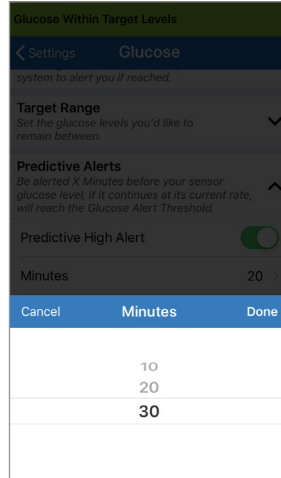 Glucose Within Target Levels
Settings Glucose
system to alert you if reached.
Target Range
Set the glucose levels you'd like to
remain between.
Predictive Alerts
Be alerted X Minutes before your sensor
glucose level, if it continues at its current rate,
will reach the Glucose Alert Threshold.
Predictive High Alert
Minutes 20
Cancel Minutes Done
10
20
30